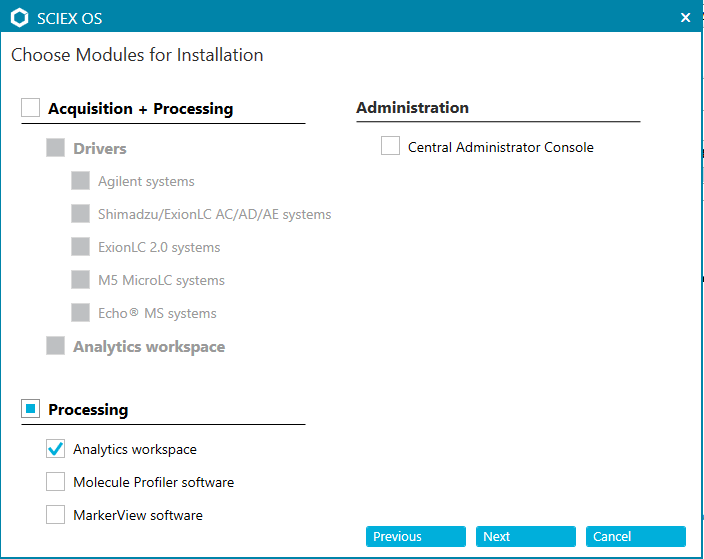 SCIEX OS
Choose Modules for Installation
Acquisition + Processing
Drivers
Agilent systems
Shimadzu/ExionLC AC/AD/AE systems
ExionLC 2.0 systems
M5 MicroLC systems
Echo® MS systems
Analytics workspace
Processing
Analytics workspace
Molecule Profiler software
MarkerView software
Administration
Central Administrator Console
Previous Next Cancel